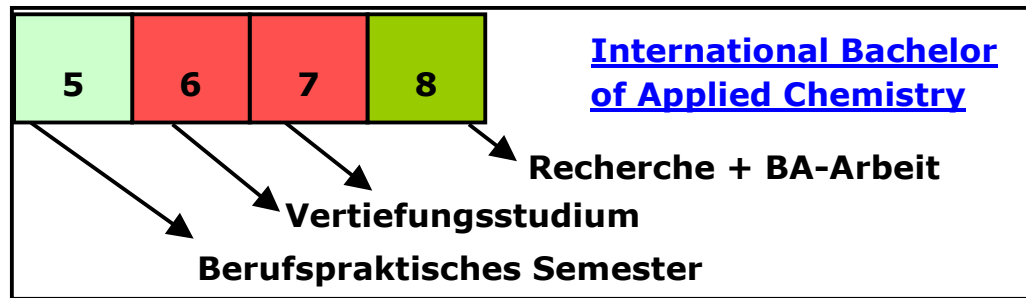 5 6 7 8
International Bachelor
of Applied Chemistry
Recherche + BA-Arbeit
Vertiefungsstudium
Berufspraktisches Semester